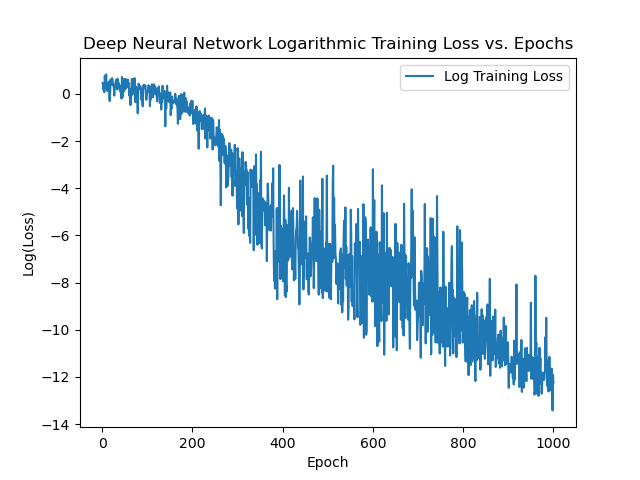 Deep Neural Network Logarithmic Training Loss vs. Epochs
Log Training Loss
0
−2
−4
−6
−8
−10
−12
−14
Log(Loss)
0 200 400 600 800 1000
Epoch